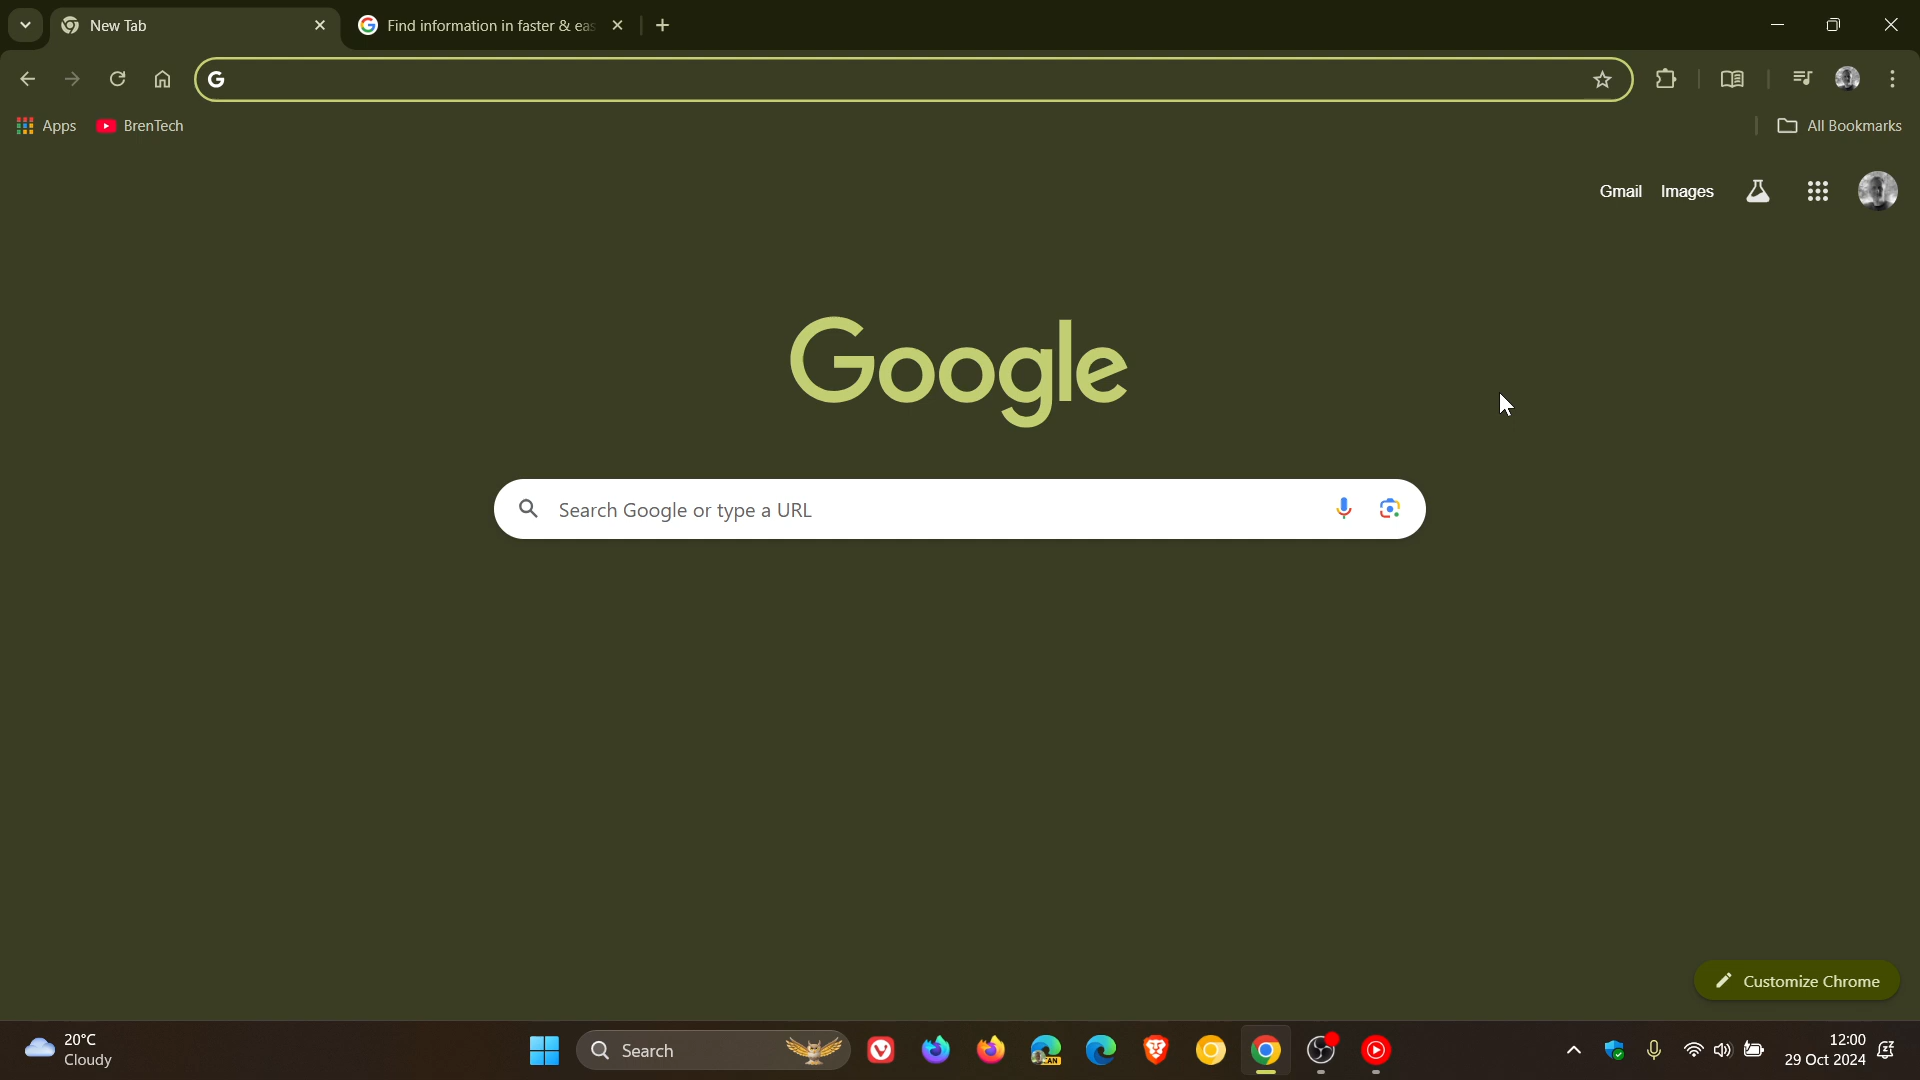 New Tab
Find information in faster & eas
Apps
BrenTech
All Bookmarks
Gmail Images
Google
Search Google or type a URL
Customize Chrome
20°C
Cloudy
Search
CAN
12:00
29 Oct 2024